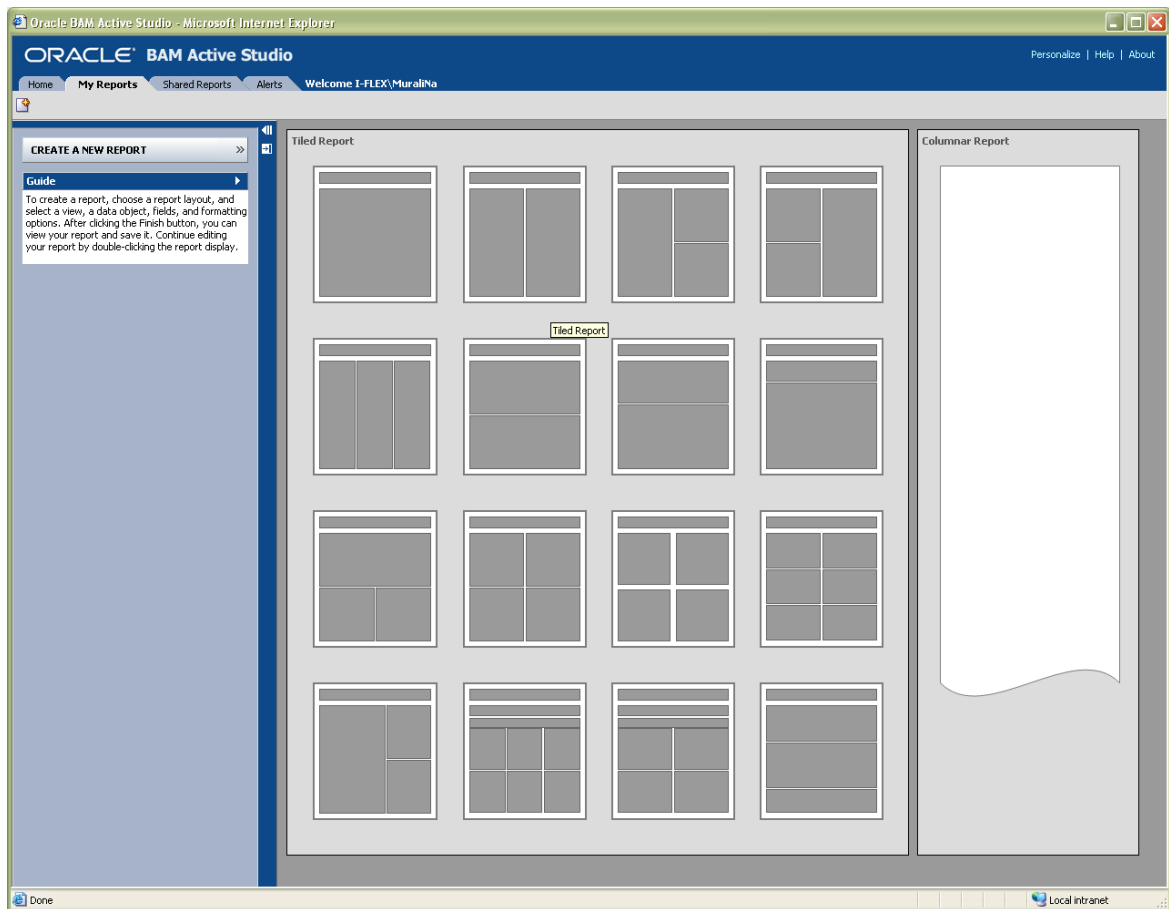 Oracle BAM Active Studio - Microsoft Internet Explorer
ORACLE BAM Active Studio
Personalize | Help | About
Home My Reports Shared Reports Alerts Welcome I-FLEX\MuraliNa
CREATE A NEW REPORT »
Guide
To create a report, choose a report layout, and
select a view, a data object, fields, and formatting
options. After clicking the Finish button, you can
view your report and save it. Continue editing
your report by double-clicking the report display.
Tiled Report
Tiled Report
Columnar Report
Done
Local intranet